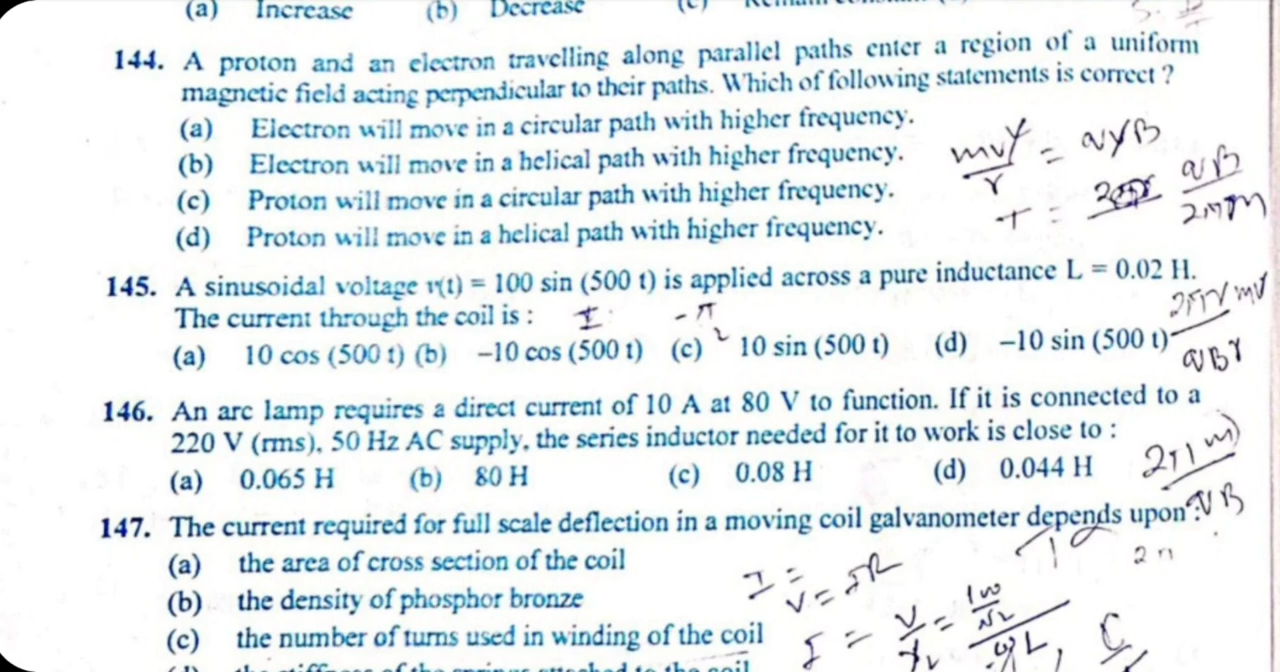 (a) Increase (b) Decrease (c) Remain
144. A proton and an electron travelling along parallel paths enter a region of a uniform
magnetic field acting perpendicular to their paths. Which of following statements is correct ?
(a) Electron will move in a circular path with higher frequency.
(b) Electron will move in a helical path with higher frequency.
(c) Proton will move in a circular path with higher frequency.
(d) Proton will move in a helical path with higher frequency.
145. A sinusoidal voltage v(t) = 100 sin (500 t) is applied across a pure inductance L = 0.02 H.
The current through the coil is :
(a) 10 cos (500 t) (b) –10 cos (500 t) (c) 10 sin (500 t) (d) –10 sin (500 t)
146. An arc lamp requires a direct current of 10 A at 80 V to function. If it is connected to a
220 V (rms), 50 Hz AC supply, the series inductor needed for it to work is close to :
(a) 0.065 H (b) 80 H (c) 0.08 H (d) 0.044 H
147. The current required for full scale deflection in a moving coil galvanometer depends upon :
(a) the area of cross section of the coil
(b) the density of phosphor bronze
(c) the number of turns used in winding of the coil
I =
V = IR